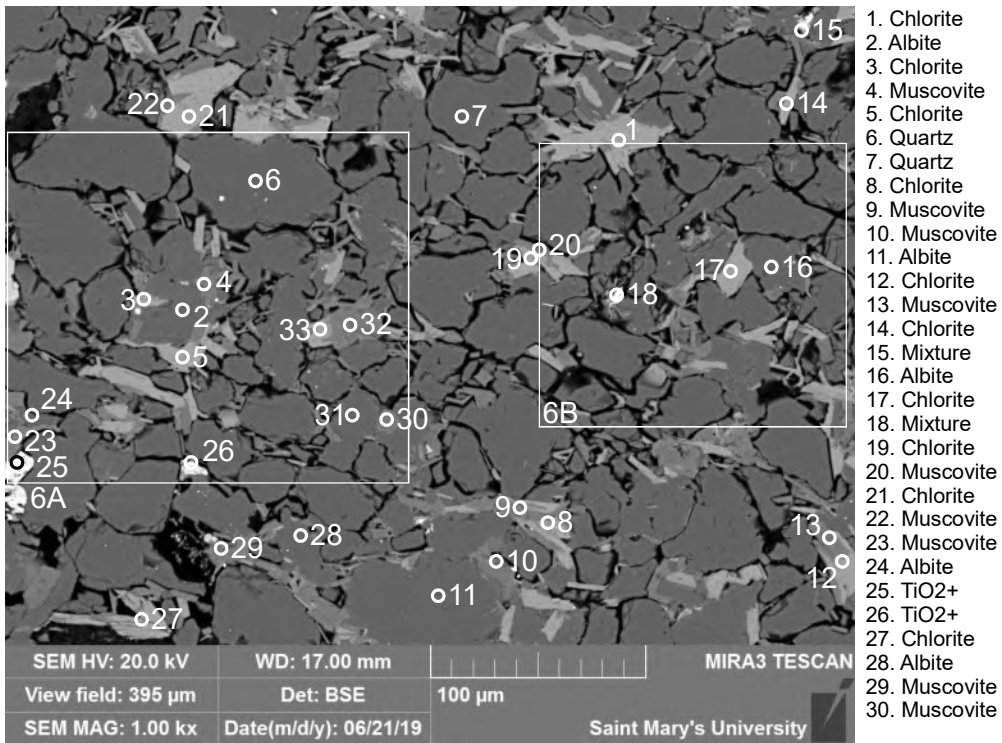 15
14
22
21
7
1
6
20
19
17
16
18
4
3
2
33
32
5
24
31
30
6B
23
26
25
6A
9
8
13
29
28
10
12
11
27
SEM HV: 20.0 kV
WD: 17.00 mm
MIRA3 TESCAN
View field: 395 µm
Det: BSE
100 µm
SEM MAG: 1.00 kx
Date(m/d/y): 06/21/19
Saint Mary's University
1. Chlorite
2. Albite
3. Chlorite
4. Muscovite
5. Chlorite
6. Quartz
7. Quartz
8. Chlorite
9. Muscovite
10. Muscovite
11. Albite
12. Chlorite
13. Muscovite
14. Chlorite
15. Mixture
16. Albite
17. Chlorite
18. Mixture
19. Chlorite
20. Muscovite
21. Chlorite
22. Muscovite
23. Muscovite
24. Albite
25. TiO2+
26. TiO2+
27. Chlorite
28. Albite
29. Muscovite
30. Muscovite